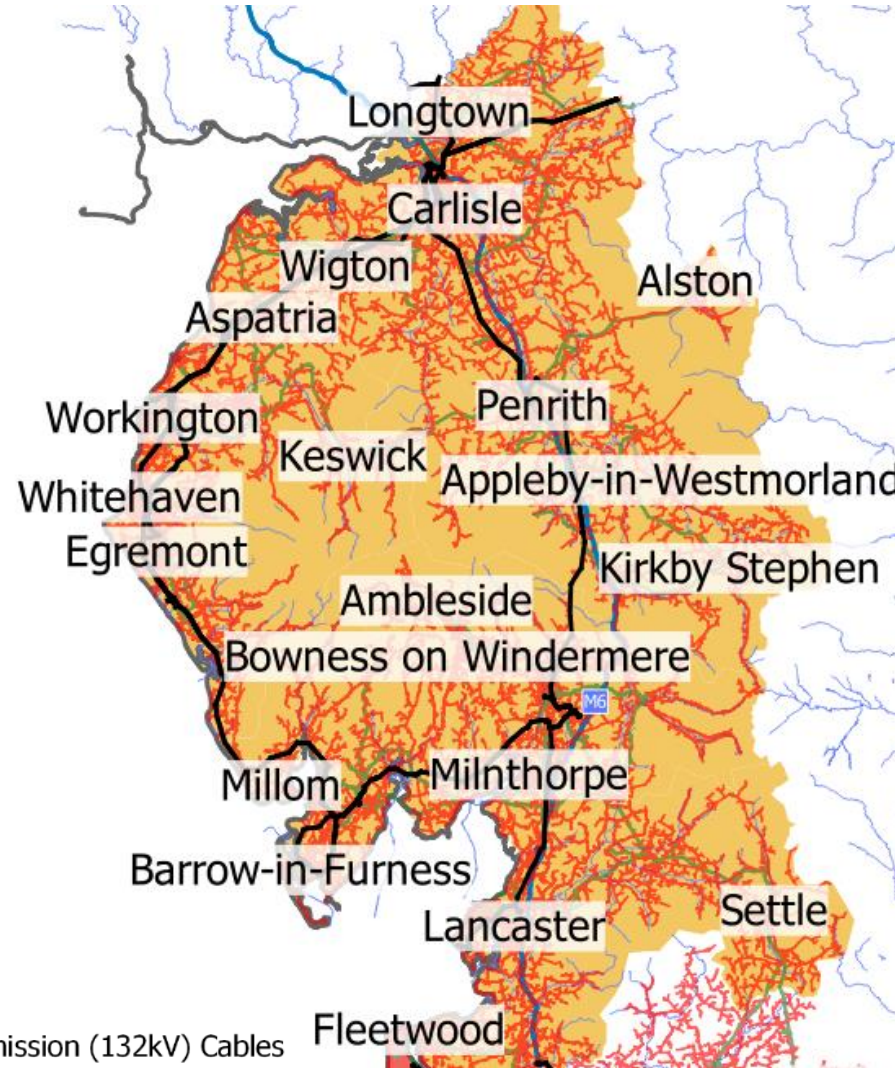 Longtown
Carlisle
Wigton
Alston
Aspatria
Penrith
Workington
Keswick
Appleby-in-Westmorland
Whitehaven
Egremont
Kirkby Stephen
Ambleside
Bowness on Windermere
M6
Milnthorpe
Millom
Barrow-in-Furness
Settle
Lancaster
Fleetwood
mission (132kV) Cables